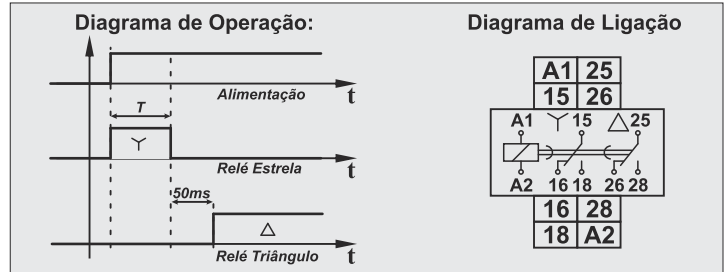 Diagrama de Operação:
Alimentação
t
T
Relé Estrela
t
50ms
Relé Triângulo
t
Diagrama de Ligação
A1 25
15 26
A1 15 25
A2 16 18 26 28
16 28
18 A2